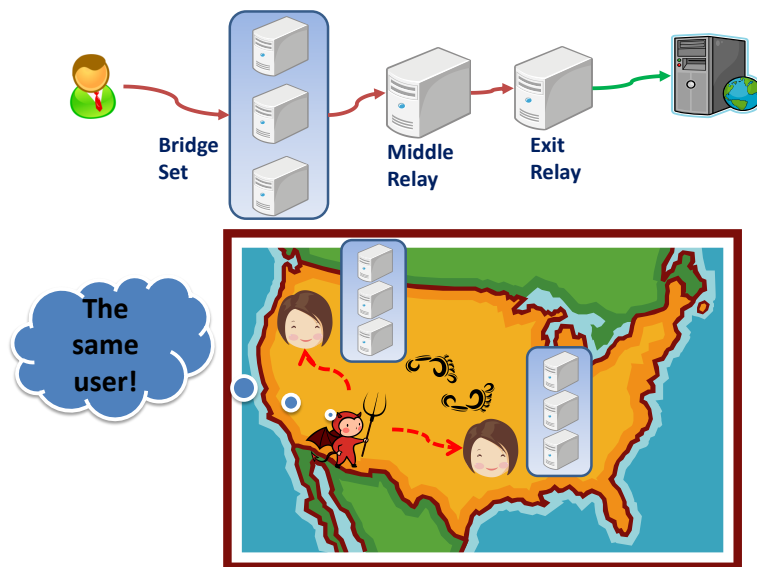 Bridge
Set
Middle
Relay
Exit
Relay
The
same
user!